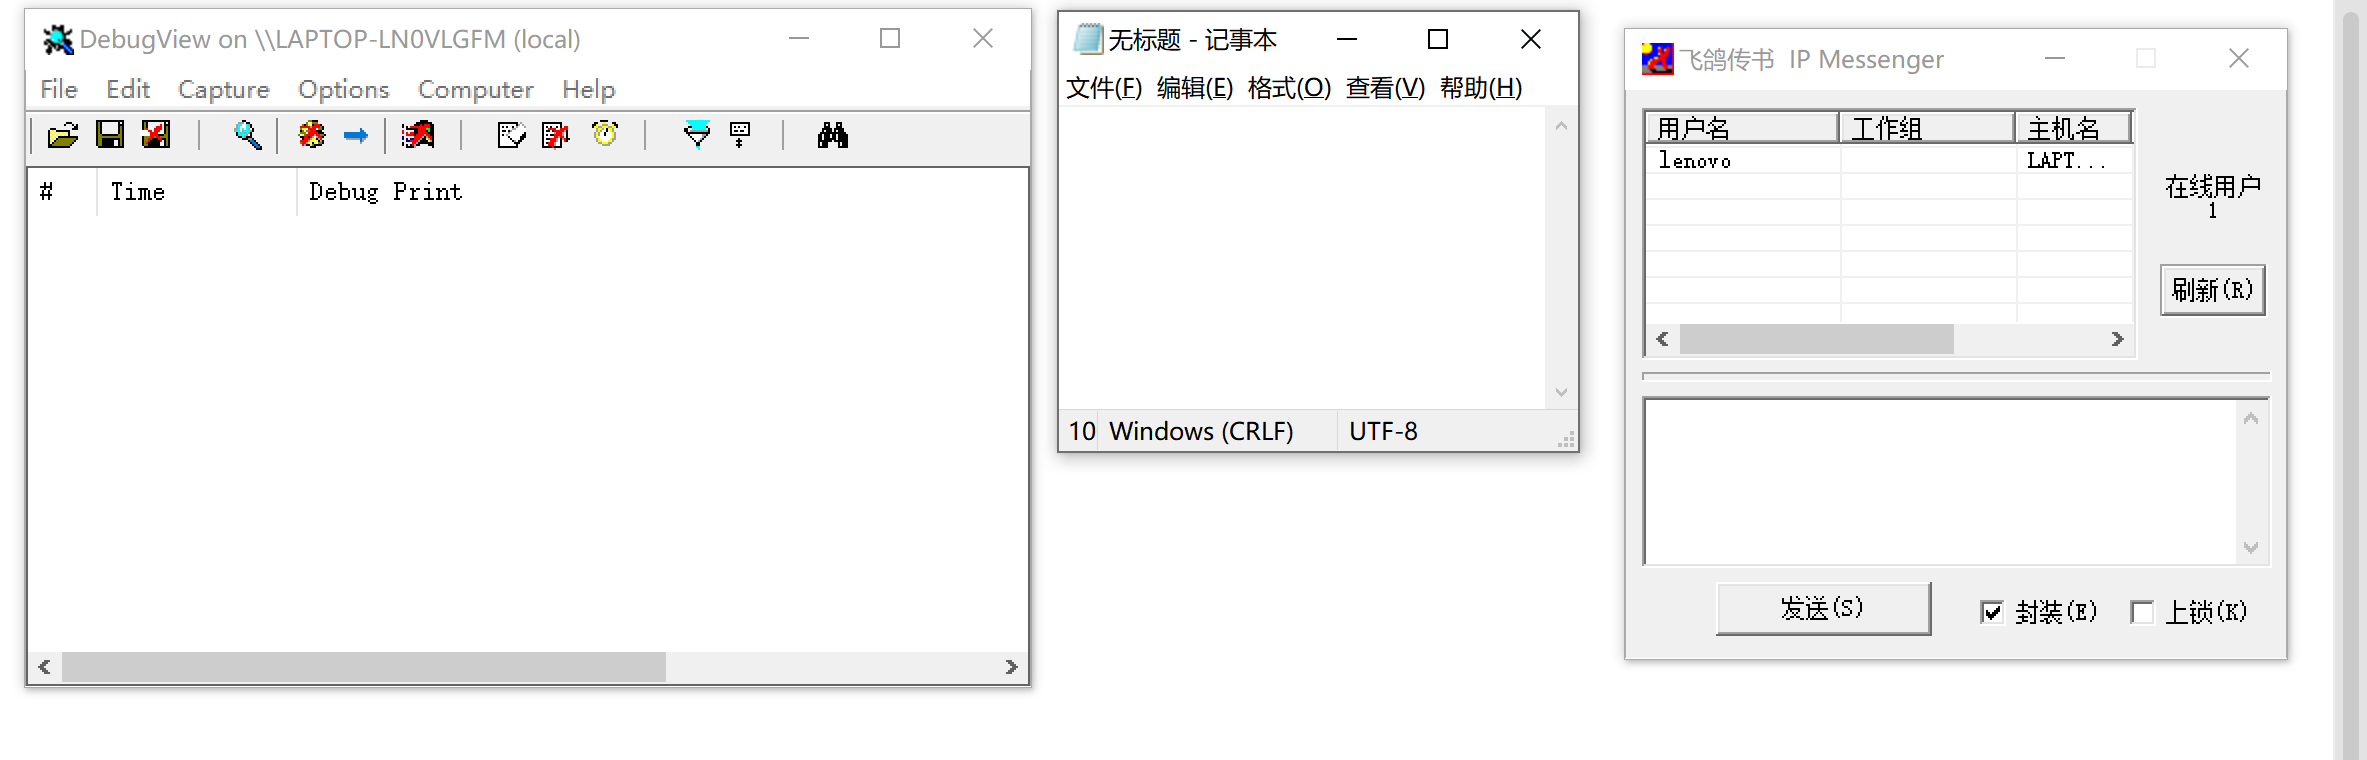 DebugView on \\LAPTOP-LN0VLGFM (local)
File Edit Capture Options Computer Help
# Time Debug Print
无标题 - 记事本
文件(F) 编辑(E) 格式(O) 查看(V) 帮助(H)
10 Windows (CRLF) UTF-8
飞鸽传书 IP Messenger
用户名 工作组 主机名
lenovo LAPT...
在线用户
1
刷新(R)
发送(S) 封装(E) 上锁(K)